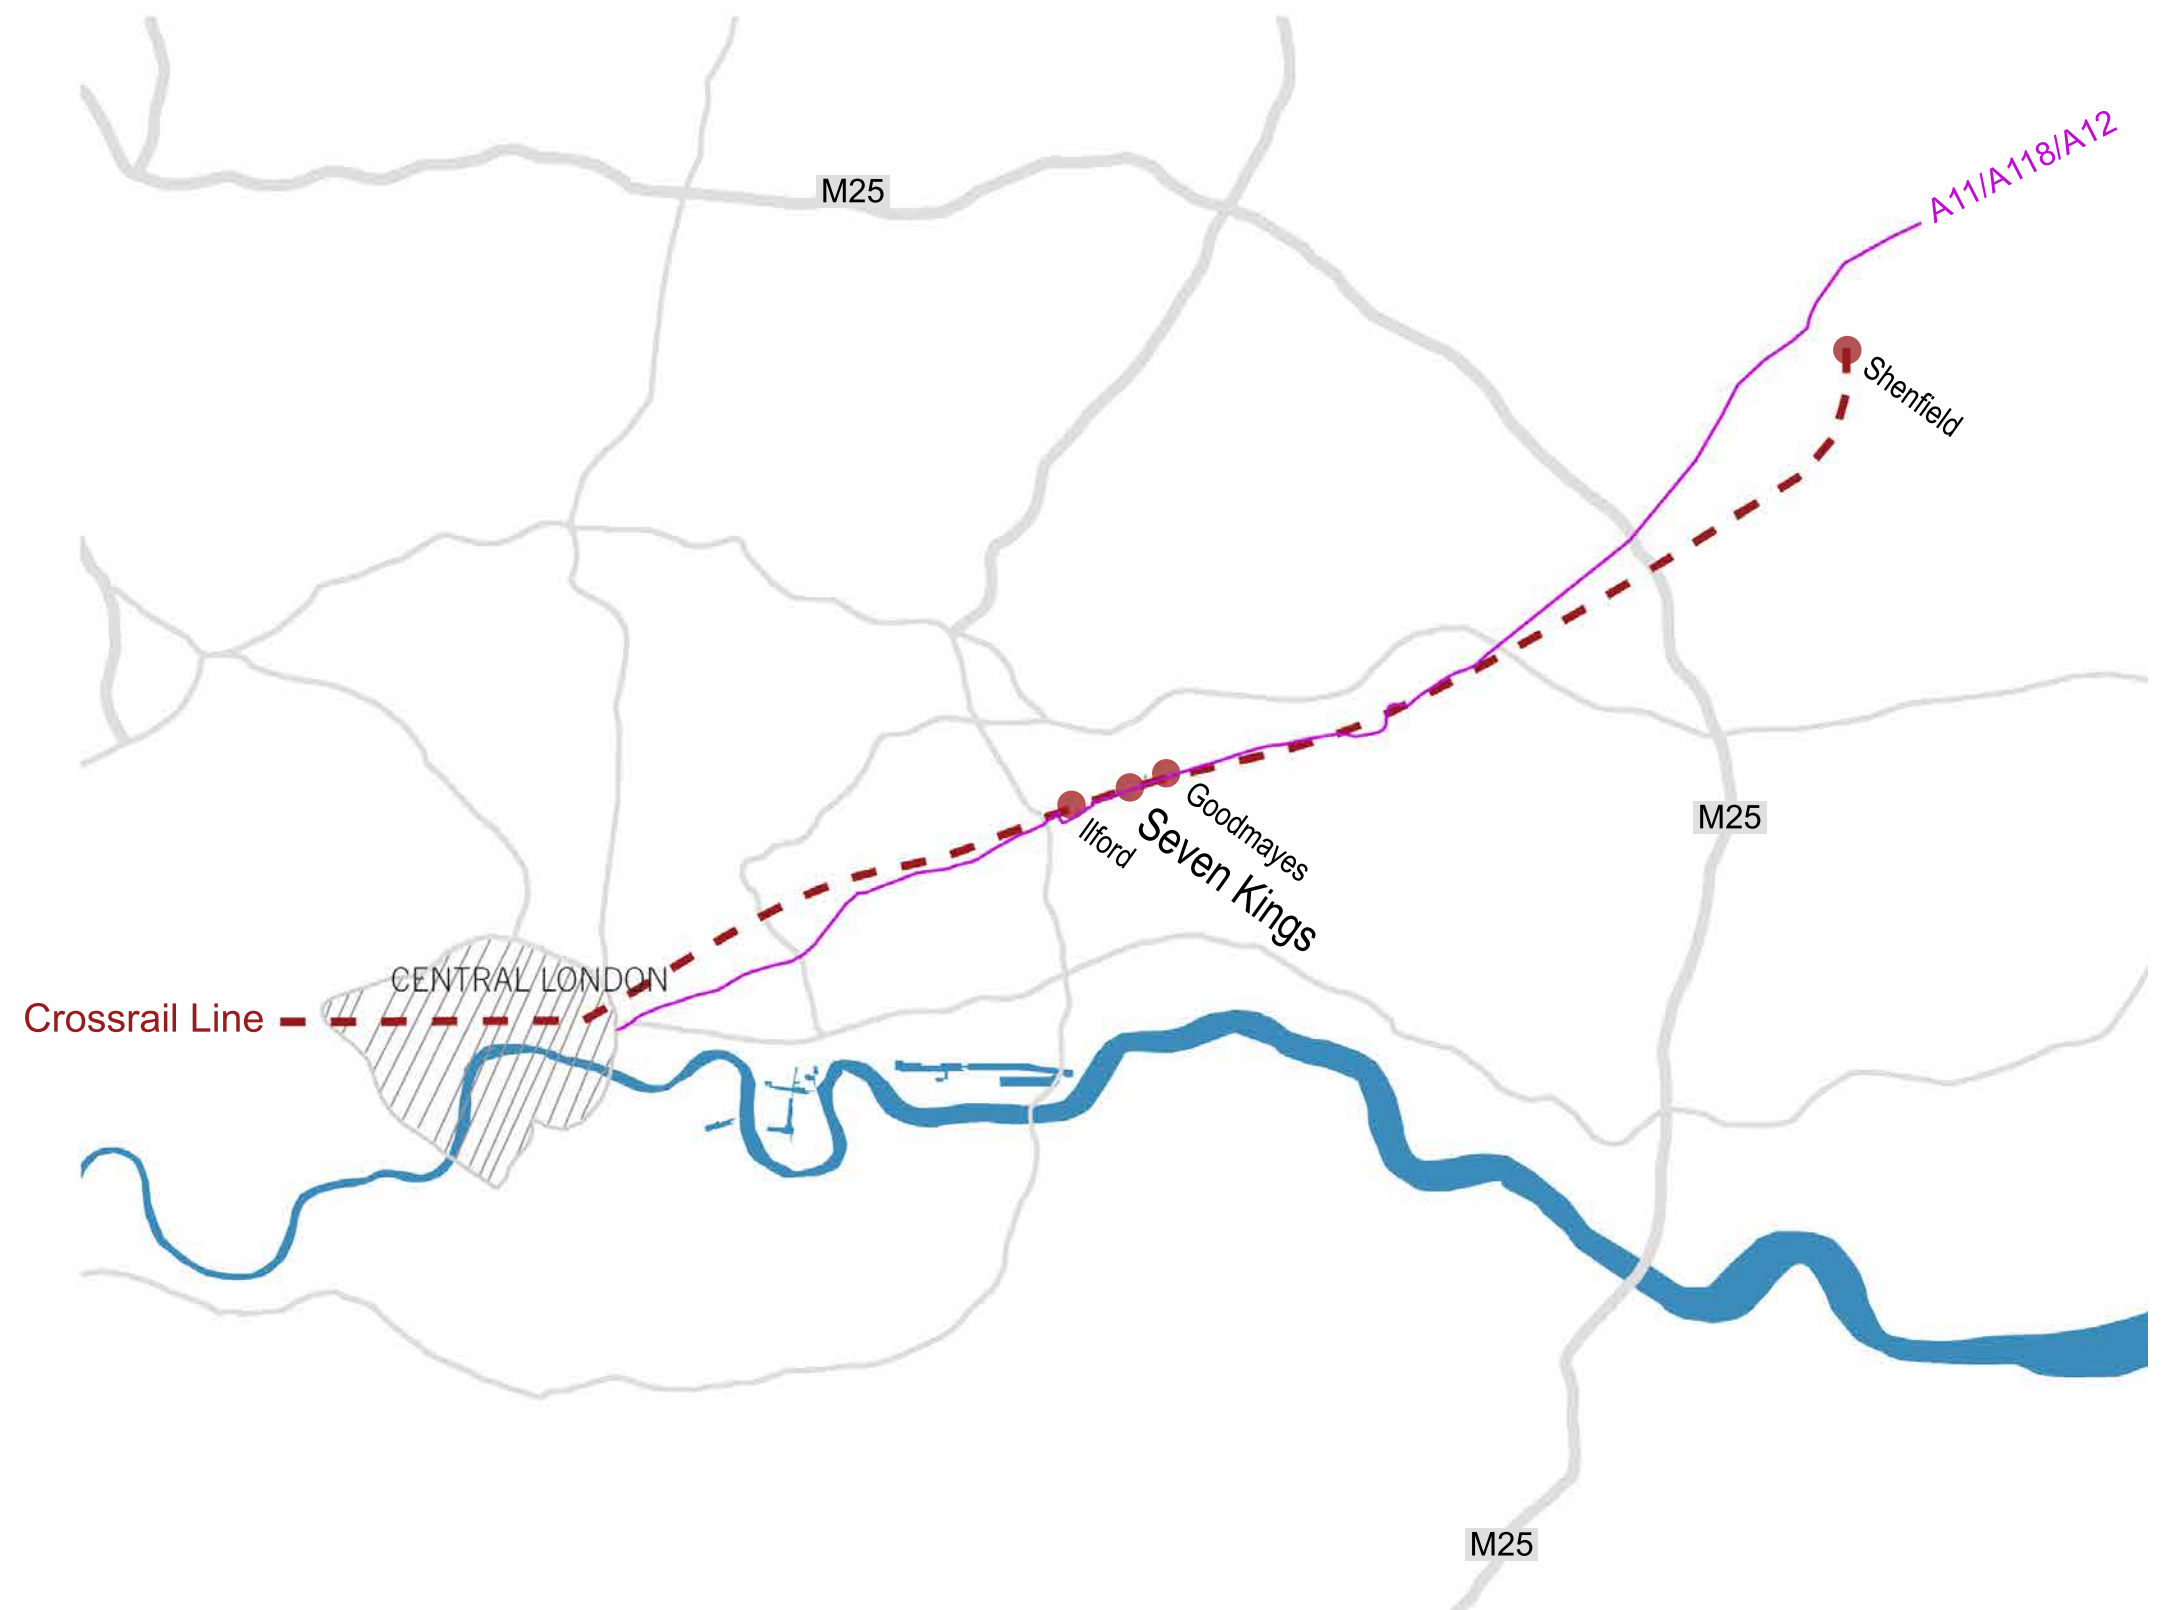 A11/A118/A12
M25
Shenfield
M25
Goodmayes
Seven Kings
Ilford
CENTRAL LONDON
Crossrail Line
M25